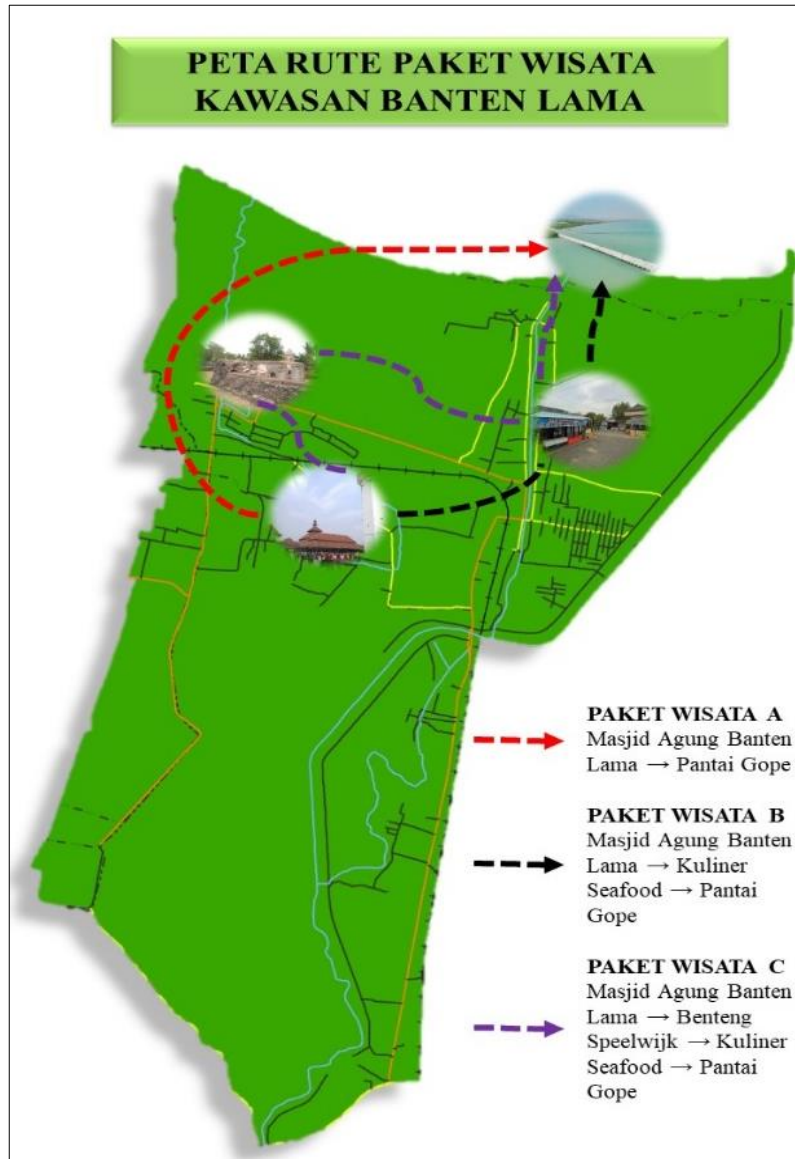 PETA RUTE PAKET WISATA
KAWASAN BANTEN LAMA
PAKET WISATA A
Masjid Agung Banten
Lama → Pantai Gope
PAKET WISATA B
Masjid Agung Banten
Lama → Kuliner
Seafood → Pantai
Gope
PAKET WISATA C
Masjid Agung Banten
Lama → Benteng
Speelwijk → Kuliner
Seafood → Pantai
Gope